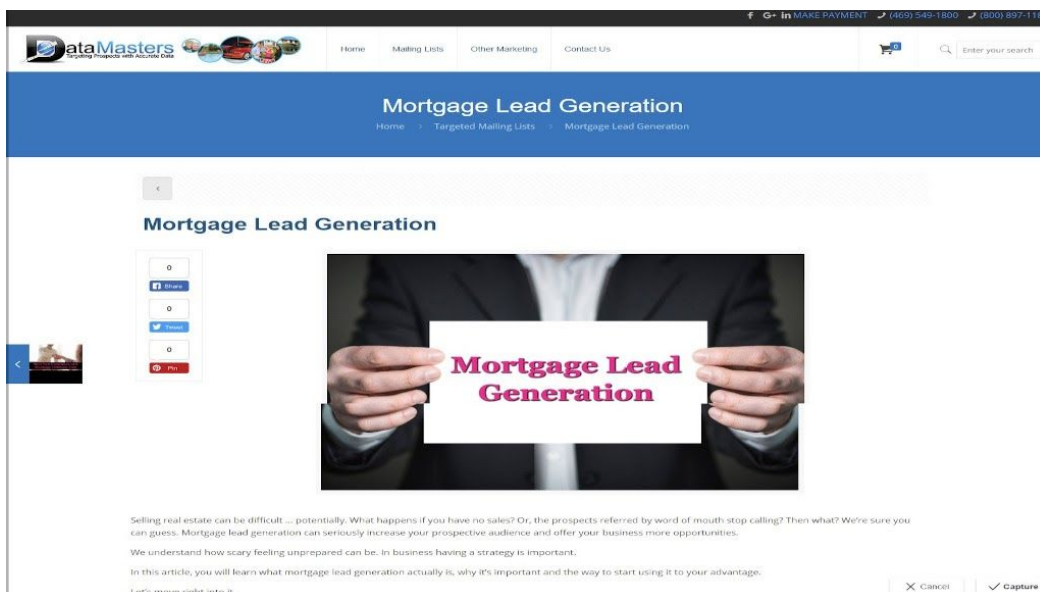 f G+ in MAKE PAYMENT (469) 549-1800 (800) 897-118
DataMasters
Targeting Prospects with Accurate Data
Home Mailing Lists Other Marketing Contact Us
0
Enter your search
Mortgage Lead Generation
Home > Targeted Mailing Lists > Mortgage Lead Generation
<
Mortgage Lead Generation
0
f Share
0
Tweet
0
Pin
<
Mortgage Lead
Generation
Selling real estate can be difficult ... potentially. What happens if you have no sales? Or, the prospects referred by word of mouth stop calling? Then what? We're sure you
can guess. Mortgage lead generation can seriously increase your prospective audience and offer your business more opportunities.
We understand how scary feeling unprepared can be. In business having a strategy is important.
In this article, you will learn what mortgage lead generation actually is, why it's important and the way to start using it to your advantage.
Let's move right into it
Cancel Capture